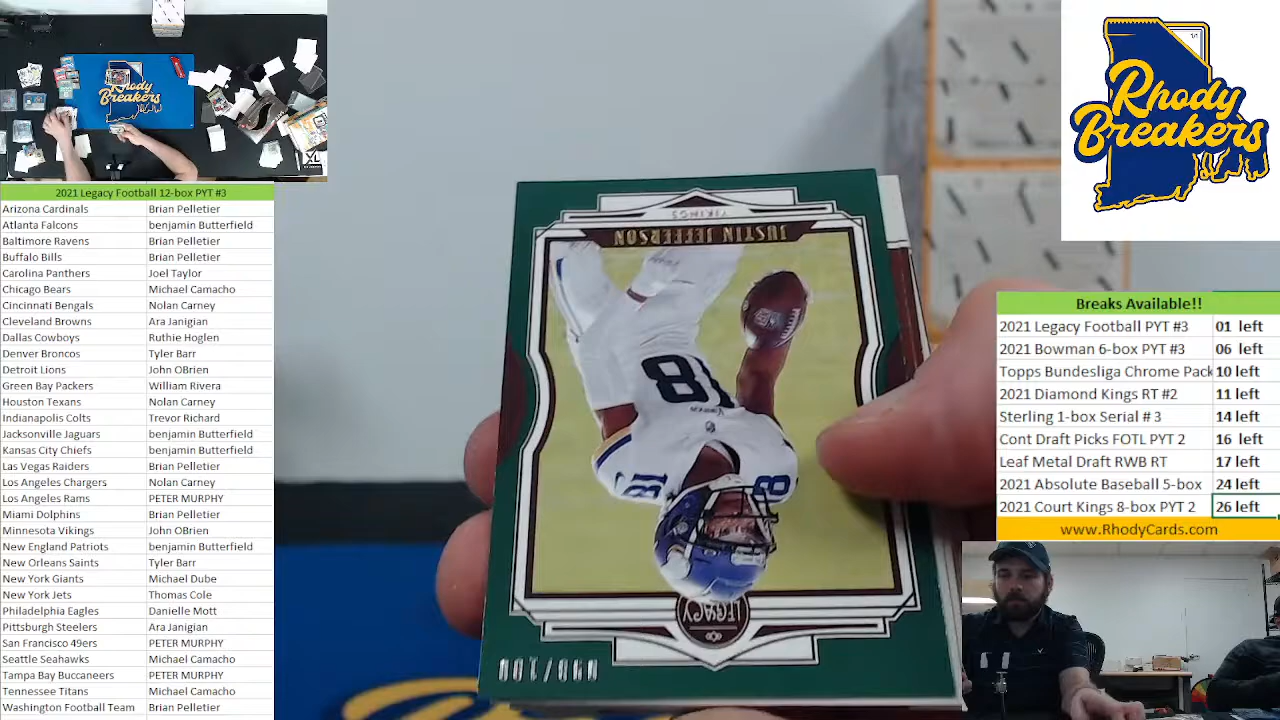 Rhody
Breakers
2021 Legacy Football 12-box PYT #3
Arizona Cardinals Brian Pelletier
Atlanta Falcons benjamin Butterfield
Baltimore Ravens Brian Pelletier
Buffalo Bills Brian Pelletier
Carolina Panthers Joel Taylor
Chicago Bears Michael Camacho
Cincinnati Bengals Nolan Carney
Cleveland Browns Ara Janigian
Dallas Cowboys Ruthie Hoglen
Denver Broncos Tyler Barr
Detroit Lions John OBrien
Green Bay Packers William Rivera
Houston Texans Nolan Carney
Indianapolis Colts Trevor Richard
Jacksonville Jaguars benjamin Butterfield
Kansas City Chiefs benjamin Butterfield
Las Vegas Raiders Brian Pelletier
Los Angeles Chargers Nolan Carney
Los Angeles Rams PETER MURPHY
Miami Dolphins Brian Pelletier
Minnesota Vikings John OBrien
New England Patriots benjamin Butterfield
New Orleans Saints Tyler Barr
New York Giants Michael Dube
New York Jets Thomas Cole
Philadelphia Eagles Danielle Mott
Pittsburgh Steelers Ara Janigian
San Francisco 49ers PETER MURPHY
Seattle Seahawks Michael Camacho
Tampa Bay Buccaneers PETER MURPHY
Tennessee Titans Michael Camacho
Washington Football Team Brian Pelletier
VIKINGS
JUSTIN JEFFERSON
18
18
8
LEGACY
Rhody
Breakers
Breaks Available!!
2021 Legacy Football PYT #3 01 left
2021 Bowman 6-box PYT #3 06 left
Topps Bundesliga Chrome Pack 10 left
2021 Diamond Kings RT #2 11 left
Sterling 1-box Serial # 3 14 left
Cont Draft Picks FOTL PYT 2 16 left
Leaf Metal Draft RWB RT 17 left
2021 Absolute Baseball 5-box 24 left
2021 Court Kings 8-box PYT 2 26 left
www.RhodyCards.com